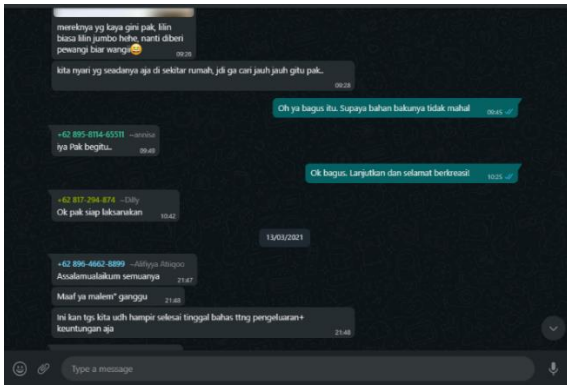 mereknya yg kaya gini pak, lilin
biasa lilin jumbo hehe, nanti diberi
pewangi biar wangi😄
09:28
kita nyari yg seadanya aja di sekitar rumah, jdi ga cari jauh jauh gitu pak..
09:28
Oh ya bagus itu. Supaya bahan bakunya tidak mahal 09:45
+62 895-8114-65511 ~annisa
iya Pak begitu.. 09:49
Ok bagus. Lanjutkan dan selamat berkreasi! 10:25
+62 817-294-874 ~Dilly
Ok pak siap laksanakan 10:42
13/03/2021
+62 896-4662-8899 ~Alifiyya Atiqoo
Assalamualaikum semuanya 21:47
Maaf ya malem" ganggu 21:48
Ini kan tgs kita udh hampir selesai tinggal bahas ttng pengeluaran+
keuntungan aja 21:48
Type a message